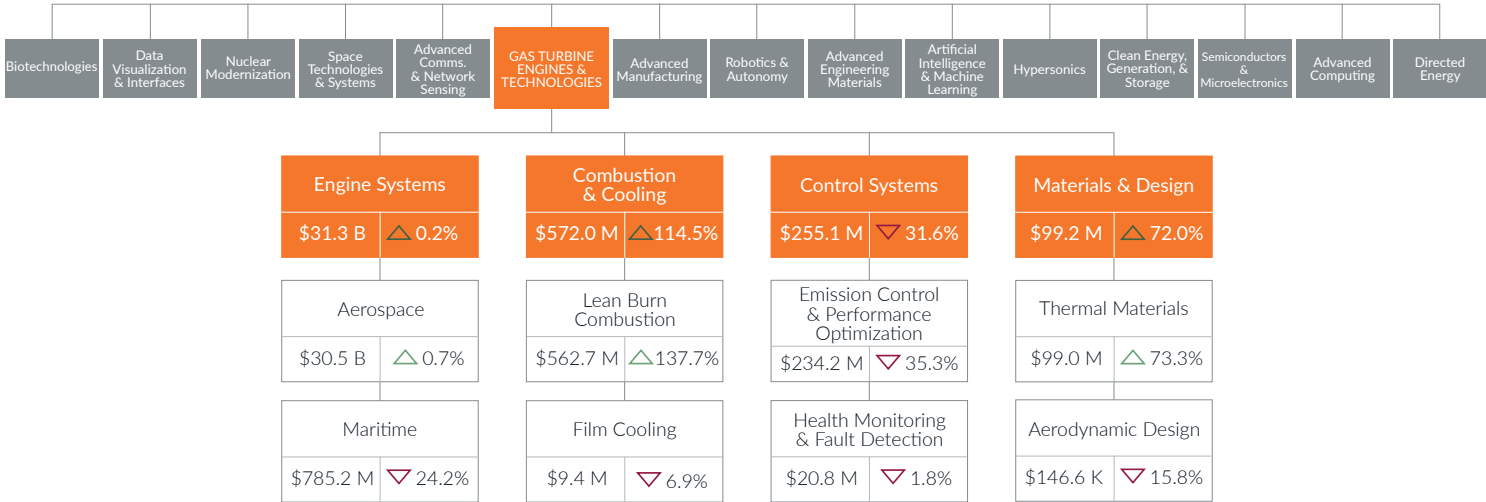 Biotechnologies
Data
Visualization
& Interfaces
Nuclear
Modernization
Space
Technologies
& Systems
Advanced
Comms.
& Network
Sensing
GAS TURBINE
ENGINES &
TECHNOLOGIES
Advanced
Manufacturing
Robotics &
Autonomy
Advanced
Engineering
Materials
Artificial
Intelligence
& Machine
Learning
Hypersonics
Clean Energy,
Generation, &
Storage
Semiconductors
&
Microelectronics
Advanced
Computing
Directed
Energy
Engine Systems
$31.3 B
0.2%
Aerospace
$30.5 B
0.7%
Maritime
$785.2 M
24.2%
Combustion
& Cooling
$572.0 M
114.5%
Lean Burn
Combustion
$562.7 M
137.7%
Film Cooling
$9.4 M
6.9%
Control Systems
$255.1 M
31.6%
Emission Control
& Performance
Optimization
$234.2 M
35.3%
Health Monitoring
& Fault Detection
$20.8 M
1.8%
Materials & Design
$99.2 M
72.0%
Thermal Materials
$99.0 M
73.3%
Aerodynamic Design
$146.6 K
15.8%